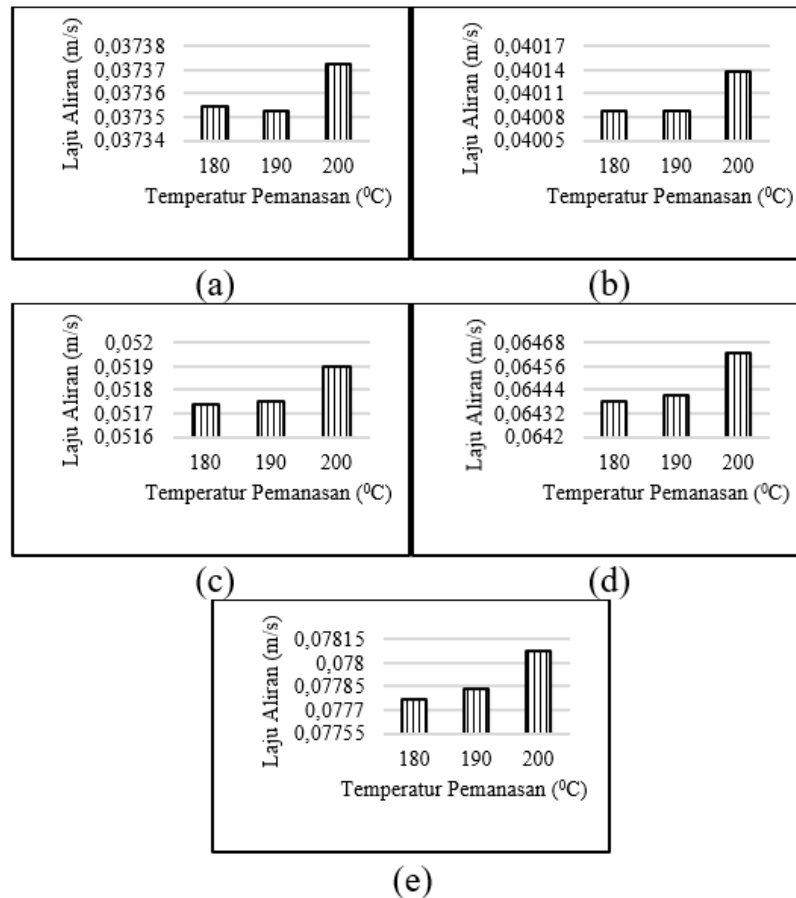 Laju Aliran (m/s)
0,03738
0,03737
0,03736
0,03735
0,03734
180 190 200
Temperatur Pemanasan (⁰C)
(a)
Laju Aliran (m/s)
0,04017
0,04014
0,04011
0,04008
0,04005
180 190 200
Temperatur Pemanasan (⁰C)
(b)
Laju Aliran (m/s)
0,052
0,0519
0,0518
0,0517
0,0516
180 190 200
Temperatur Pemanasan (⁰C)
(c)
Laju Aliran (m/s)
0,06468
0,06456
0,06444
0,06432
0,0642
180 190 200
Temperatur Pemanasan (⁰C)
(d)
Laju Aliran (m/s)
0,07815
0,078
0,07785
0,0777
0,07755
180 190 200
Temperatur Pemanasan (⁰C)
(e)